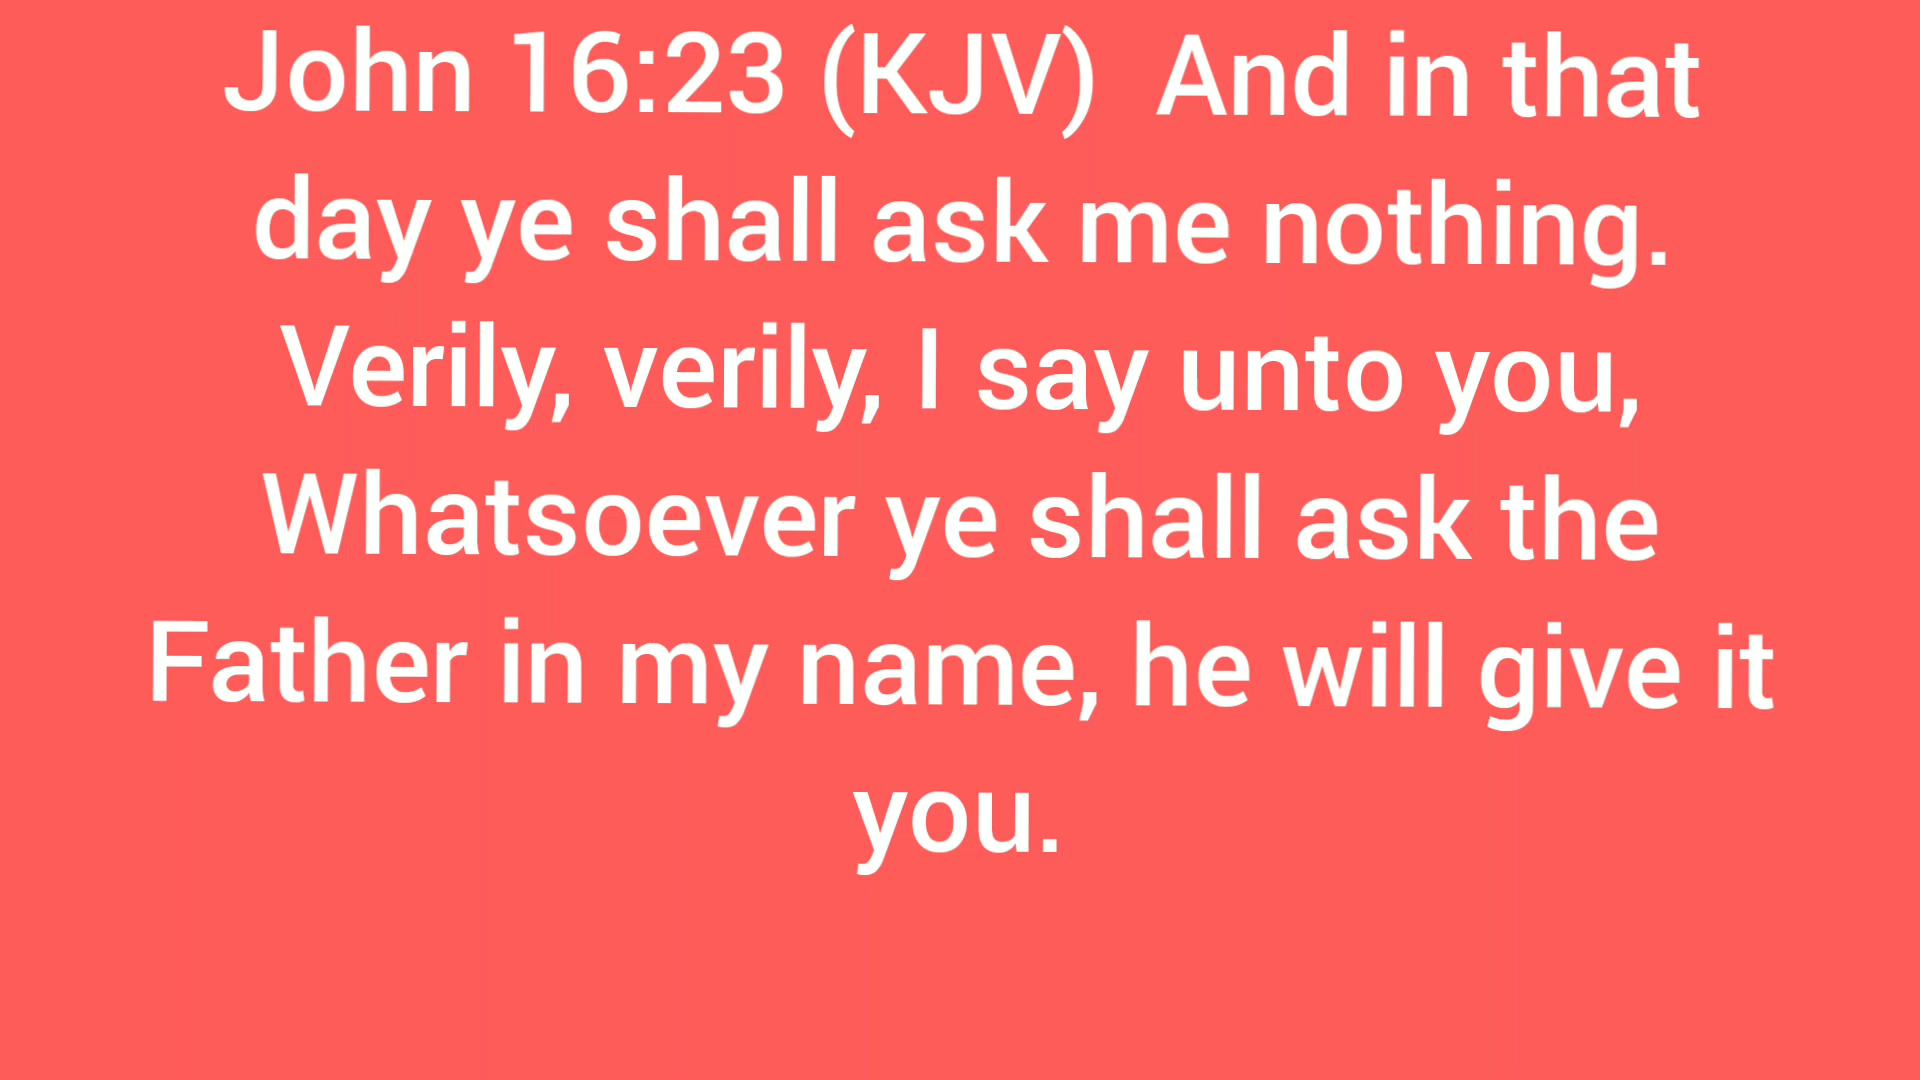 John 16:23 (KJV)  And in that
day ye shall ask me nothing.
Verily, verily, I say unto you,
Whatsoever ye shall ask the
Father in my name, he will give it
you.